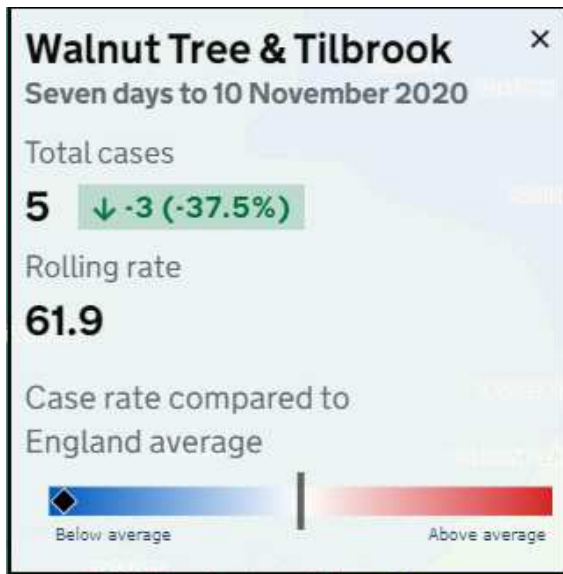 Walnut Tree & Tilbrook ×
Seven days to 10 November 2020
Total cases
5 ↓ -3 (-37.5%)
Rolling rate
61.9
Case rate compared to
England average
Below average Above average